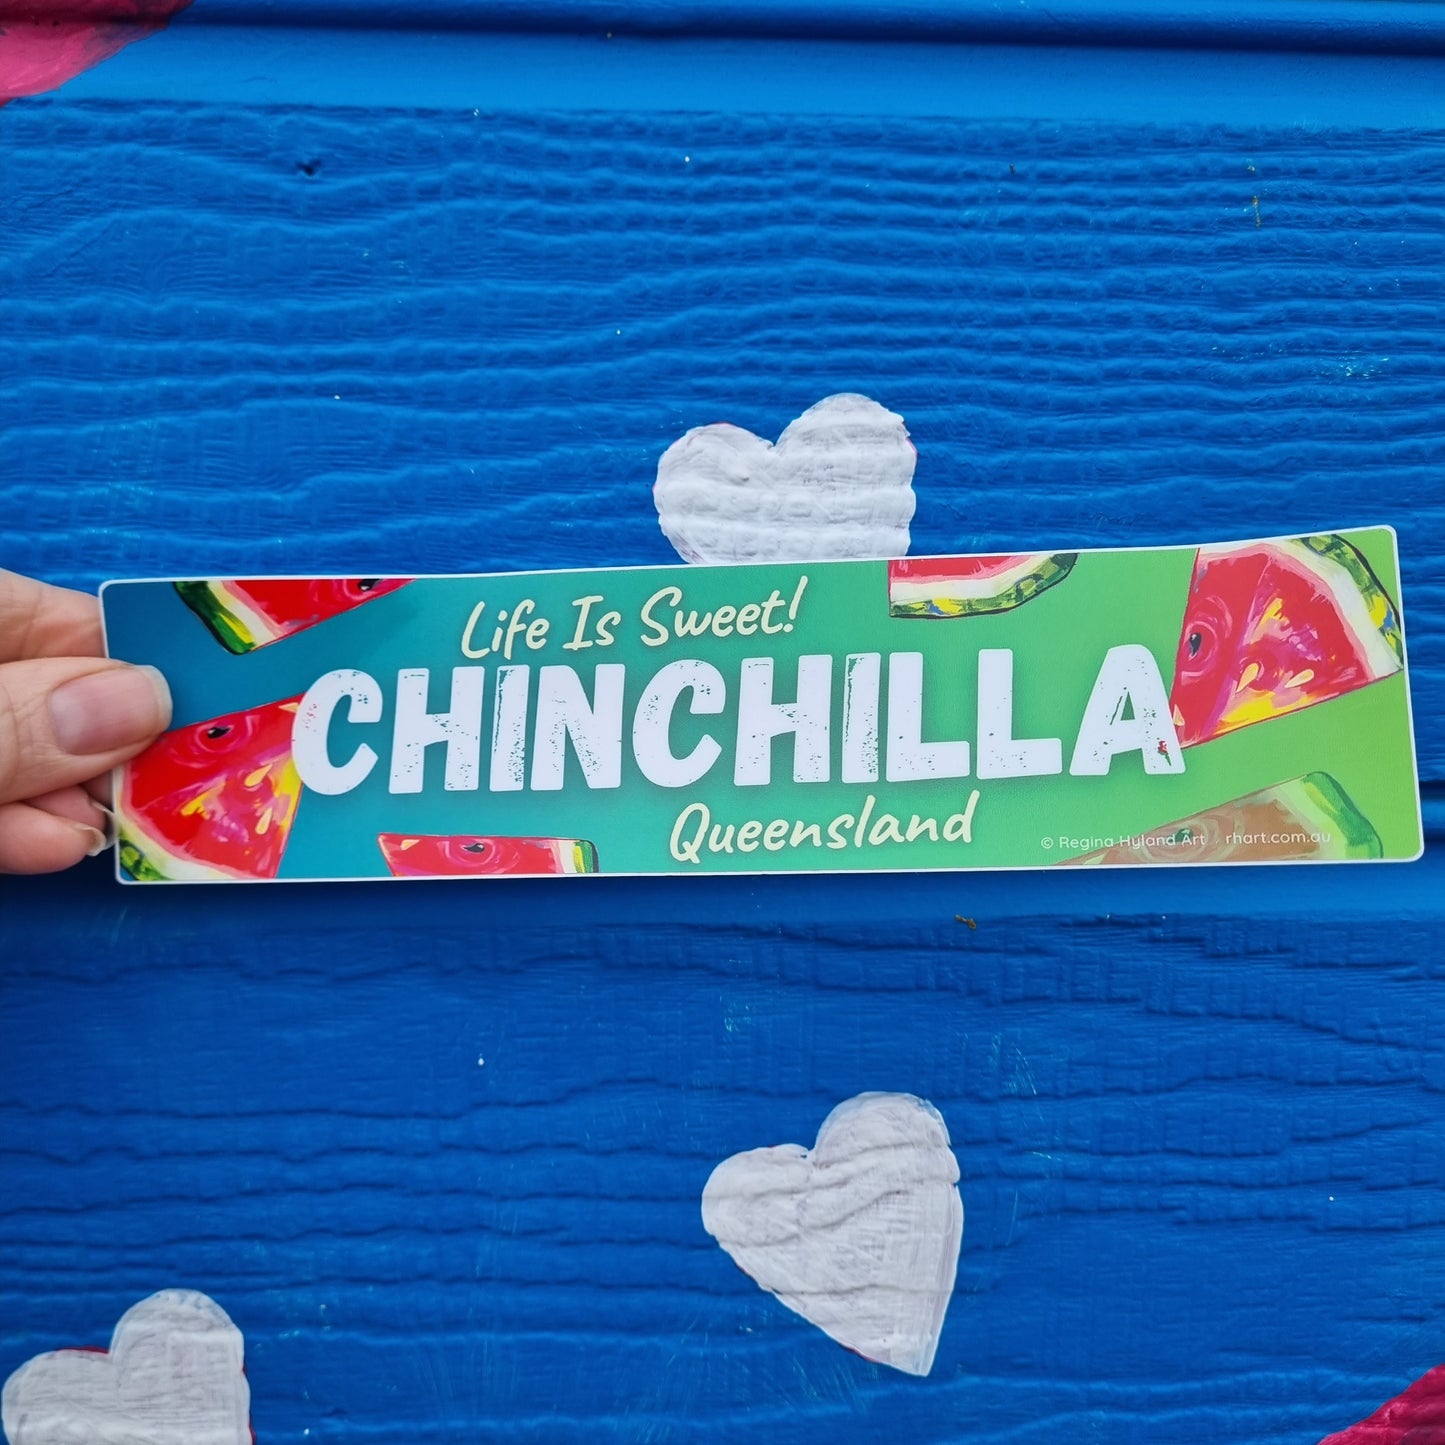 Life Is Sweet!
CHINCHILLA
Queensland
© Regina Hyland Art . rhart.com.au